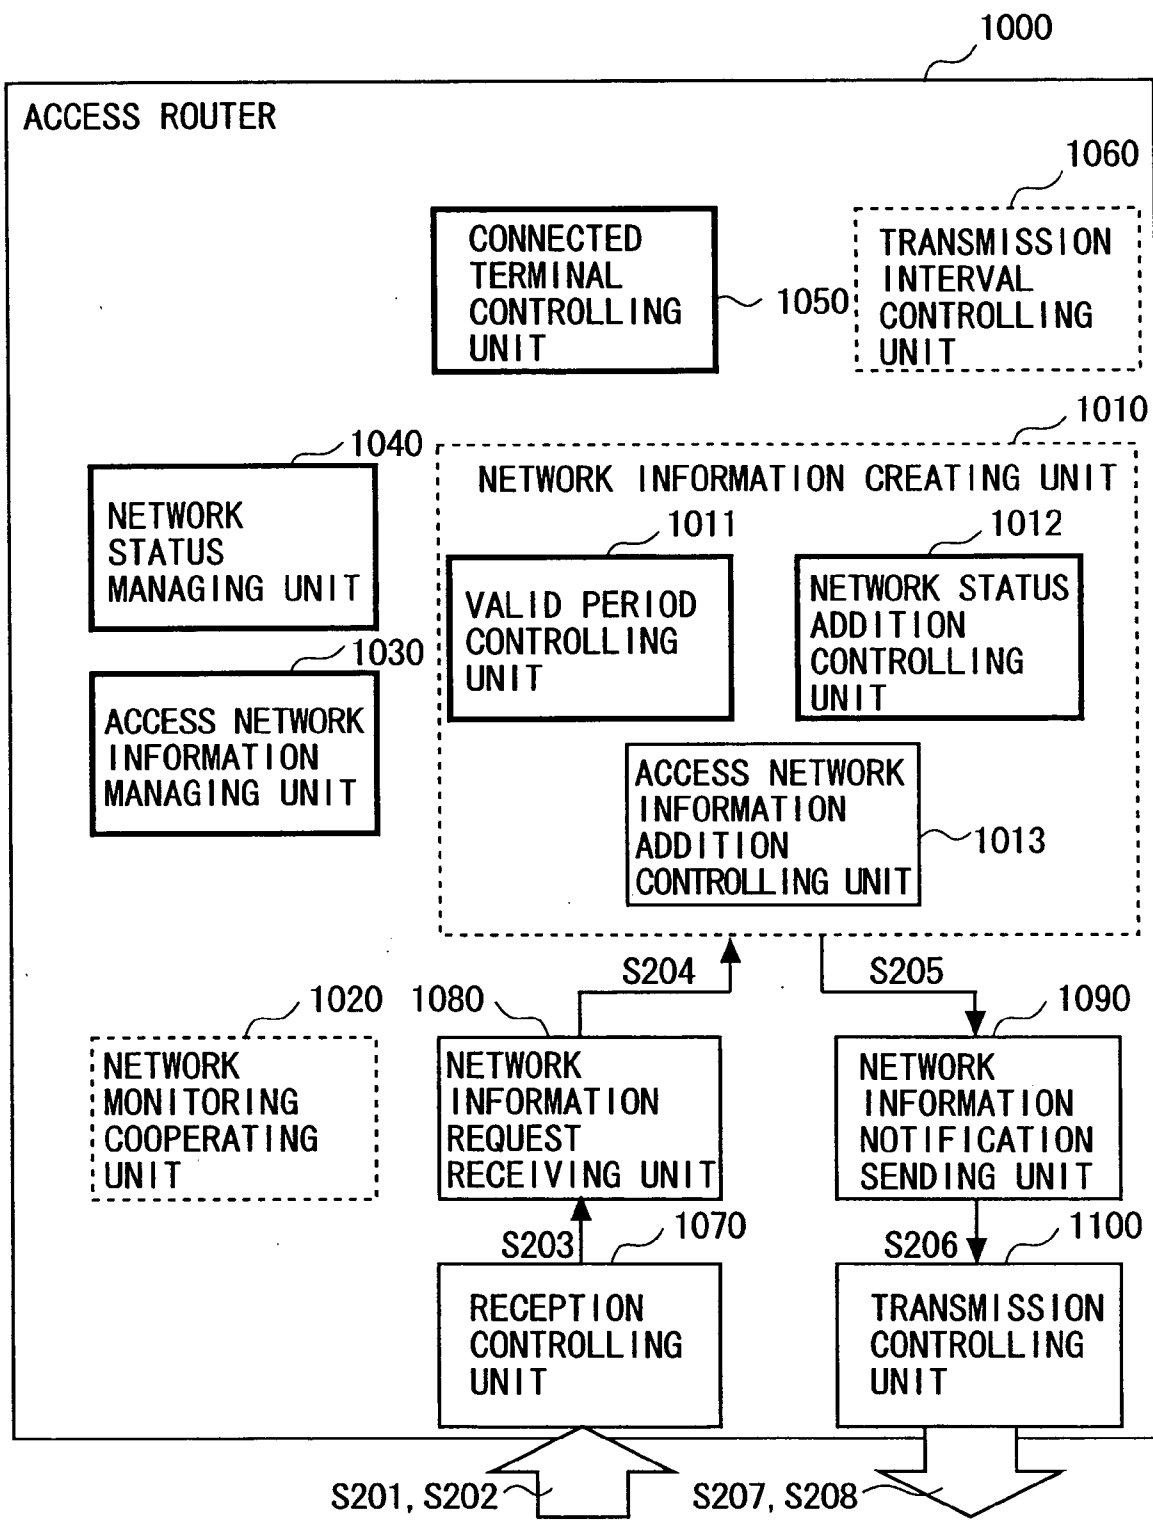 1000
ACCESS ROUTER
1060
CONNECTED
TERMINAL
CONTROLLING
UNIT
1050
TRANSMISSION
INTERVAL
CONTROLLING
UNIT
1040
NETWORK
STATUS
MANAGING UNIT
1030
ACCESS NETWORK
INFORMATION
MANAGING UNIT
1010
NETWORK INFORMATION CREATING UNIT
1011
VALID PERIOD
CONTROLLING
UNIT
1012
NETWORK STATUS
ADDITION
CONTROLLING
UNIT
ACCESS NETWORK
INFORMATION
ADDITION
CONTROLLING UNIT
1013
S204
S205
1020
NETWORK
MONITORING
COOPERATING
UNIT
1080
NETWORK
INFORMATION
REQUEST
RECEIVING UNIT
1090
NETWORK
INFORMATION
NOTIFICATION
SENDING UNIT
S203
1070
RECEPTION
CONTROLLING
UNIT
S206
1100
TRANSMISSION
CONTROLLING
UNIT
S201, S202
S207, S208